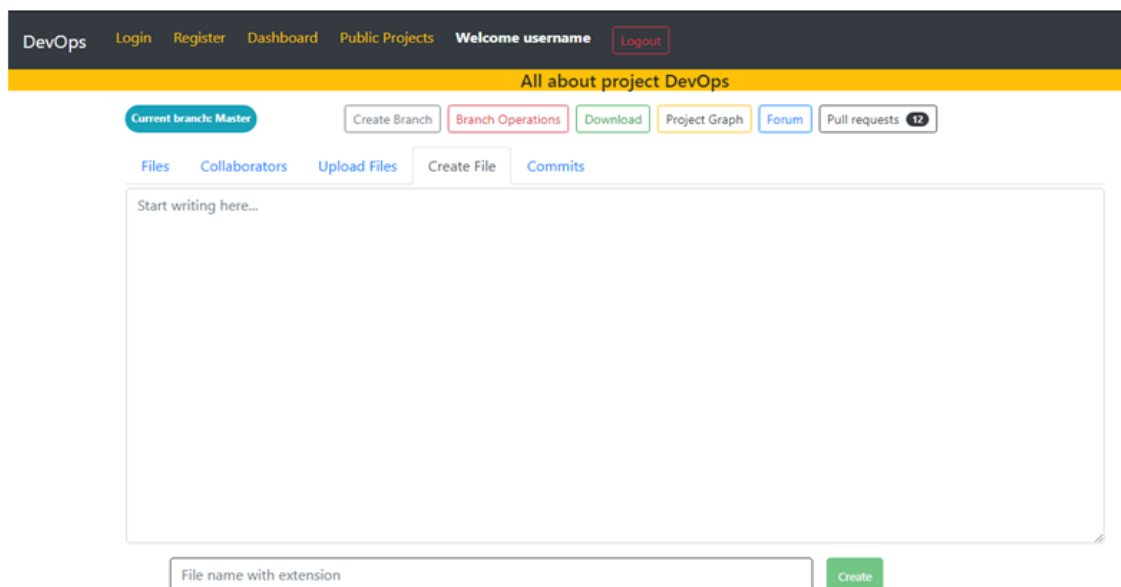 DevOps Login Register Dashboard Public Projects Welcome username Logout
All about project DevOps
Current branch: Master Create Branch Branch Operations Download Project Graph Forum Pull requests 12
Files Collaborators Upload Files Create File Commits
Start writing here...
File name with extension Create